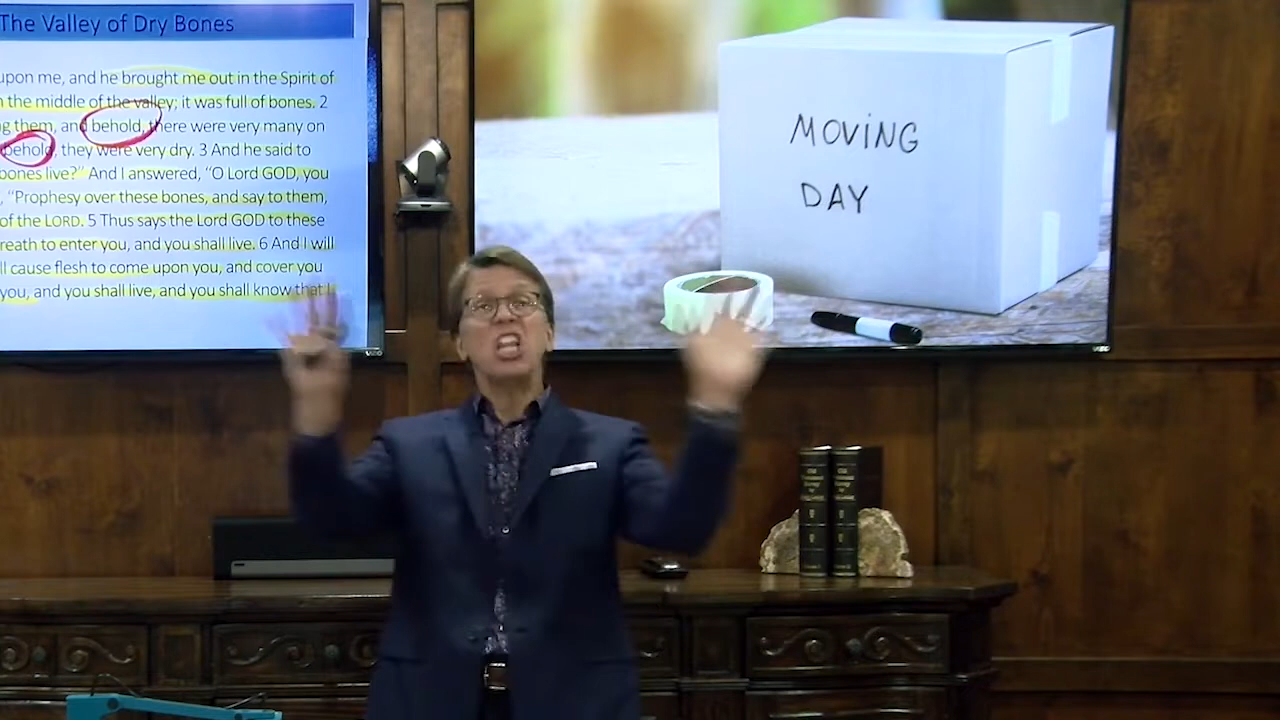 The Valley of Dry Bones
upon me, and he brought me out in the Spirit of
the middle of the valley; it was full of bones. 2
them, and behold, there were very many on
behold, they were very dry. 3 And he said to
bones live?" And I answered, "O Lord GOD, you
"Prophesy over these bones, and say to them,
of the LORD. 5 Thus says the Lord GOD to these
to enter you, and you shall live. 6 And I will
cause flesh to come upon you, and cover you
you, and you shall live, and you shall know that I
MOViNG
DAY
VIZIO
VIZIO